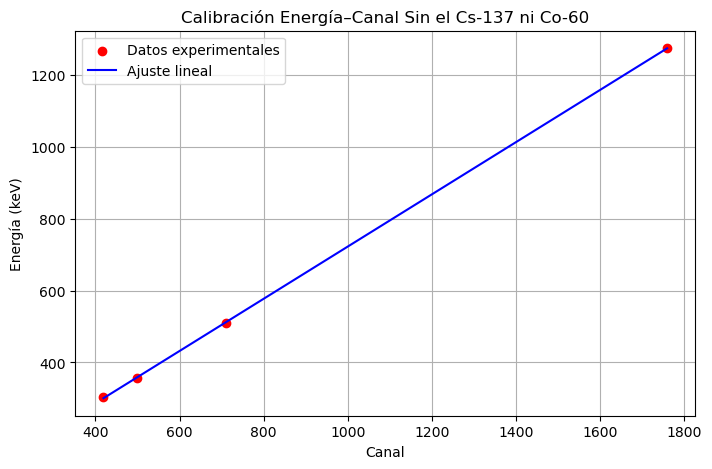 Calibración Energía–Canal Sin el Cs-137 ni Co-60
Datos experimentales
Ajuste lineal
Energía (keV)
1200
1000
800
600
400
400 600 800 1000 1200 1400 1600 1800
Canal